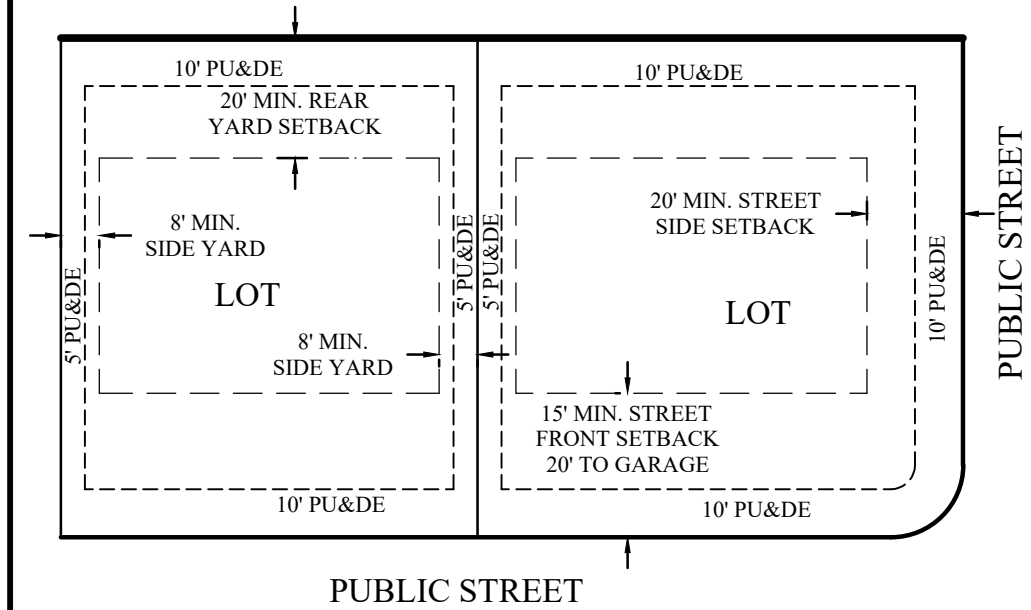 10' PU&DE
10' PU&DE
20' MIN. REAR
YARD SETBACK
8' MIN.
SIDE YARD
20' MIN. STREET
SIDE SETBACK
5' PU&DE
5' PU&DE
5' PU&DE
10' PU&DE
PUBLIC STREET
LOT
LOT
8' MIN.
SIDE YARD
15' MIN. STREET
FRONT SETBACK
20' TO GARAGE
10' PU&DE
10' PU&DE
PUBLIC STREET